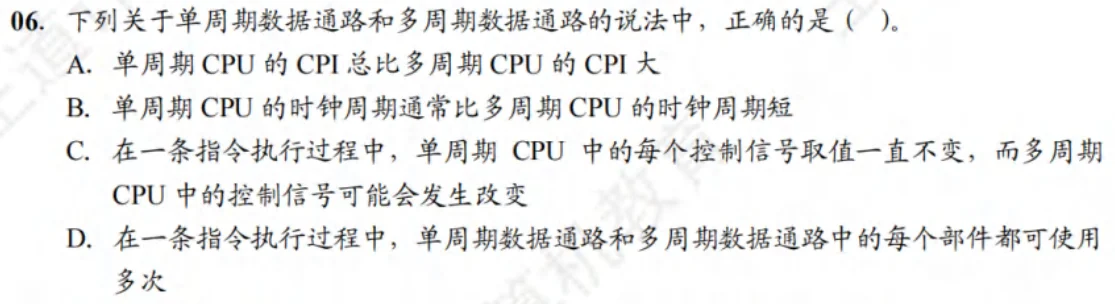 06. 下列关于单周期数据通路和多周期数据通路的说法中，正确的是（ ）。
A. 单周期 CPU 的 CPI 总比多周期 CPU 的 CPI 大
B. 单周期 CPU 的时钟周期通常比多周期 CPU 的时钟周期短
C. 在一条指令执行过程中，单周期 CPU 中的每个控制信号取值一直不变，而多周期
CPU 中的控制信号可能会发生改变
D. 在一条指令执行过程中，单周期数据通路和多周期数据通路中的每个部件都可使用
多次